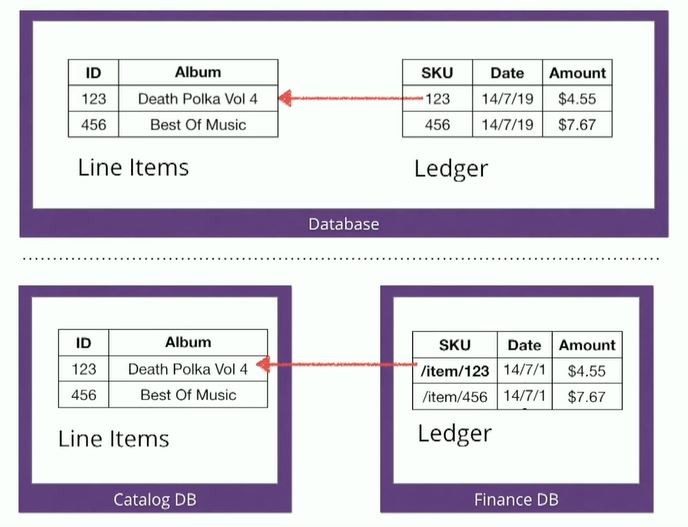 ID Album SKU Date Amount
123 Death Polka Vol 4 123 14/7/19 $4.55
456 Best Of Music 456 14/7/19 $7.67
Line Items Ledger
Database
ID Album SKU Date Amount
123 Death Polka Vol 4 /item/123 14/7/1 $4.55
456 Best Of Music /item/456 14/7/1 $7.67
Line Items Ledger
Catalog DB Finance DB